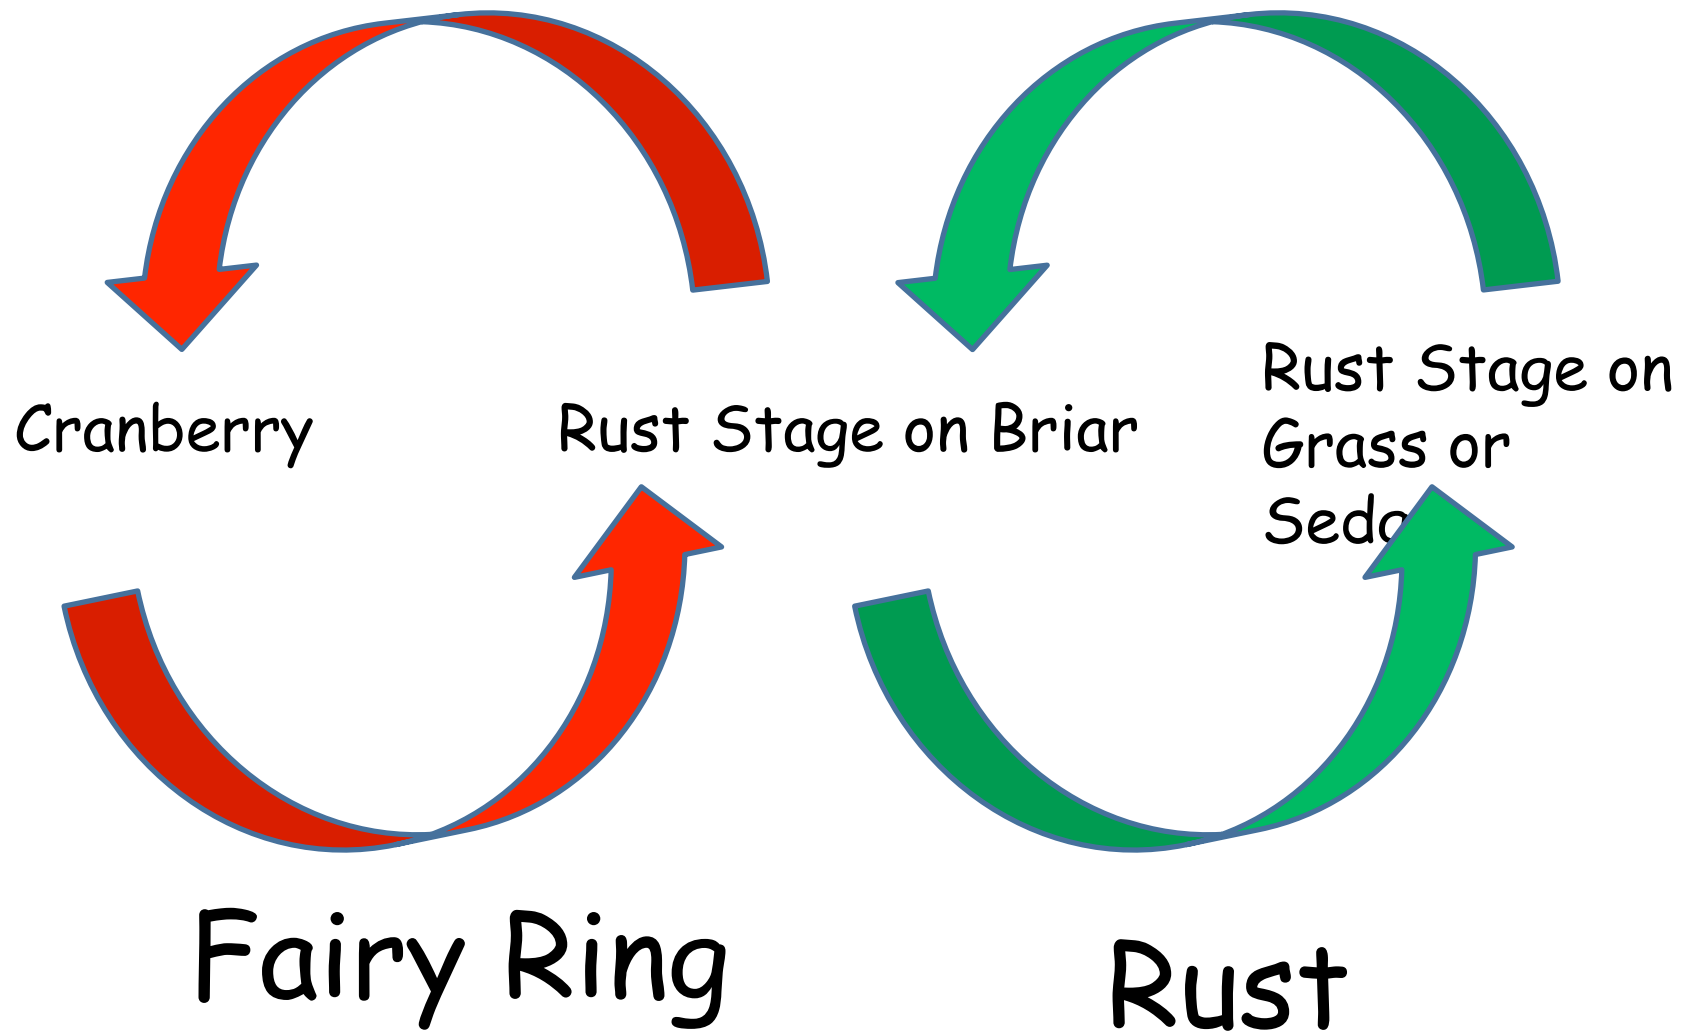 Cranberry
Rust Stage on Briar
Rust Stage on
Grass or
Fairy Ring
Rust